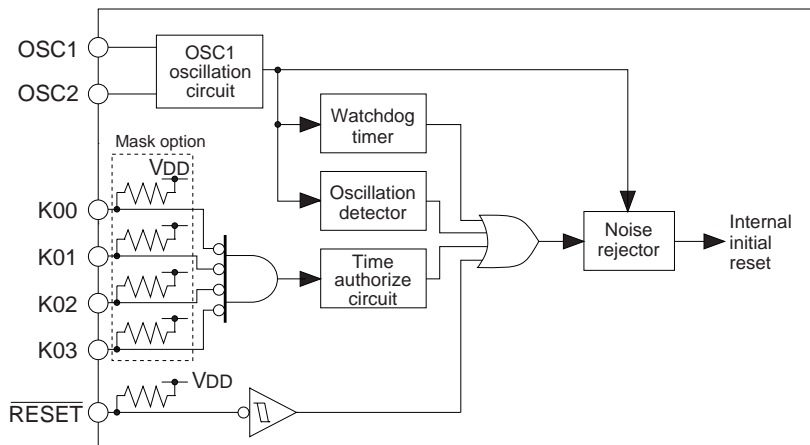 OSC1
OSC2
OSC1
oscillation
circuit
Watchdog
timer
Mask option
VDD
Oscillation
detector
K00
K01
K02
K03
Time
authorize
circuit
Noise
rejector
Internal
initial
reset
VDD
RESET